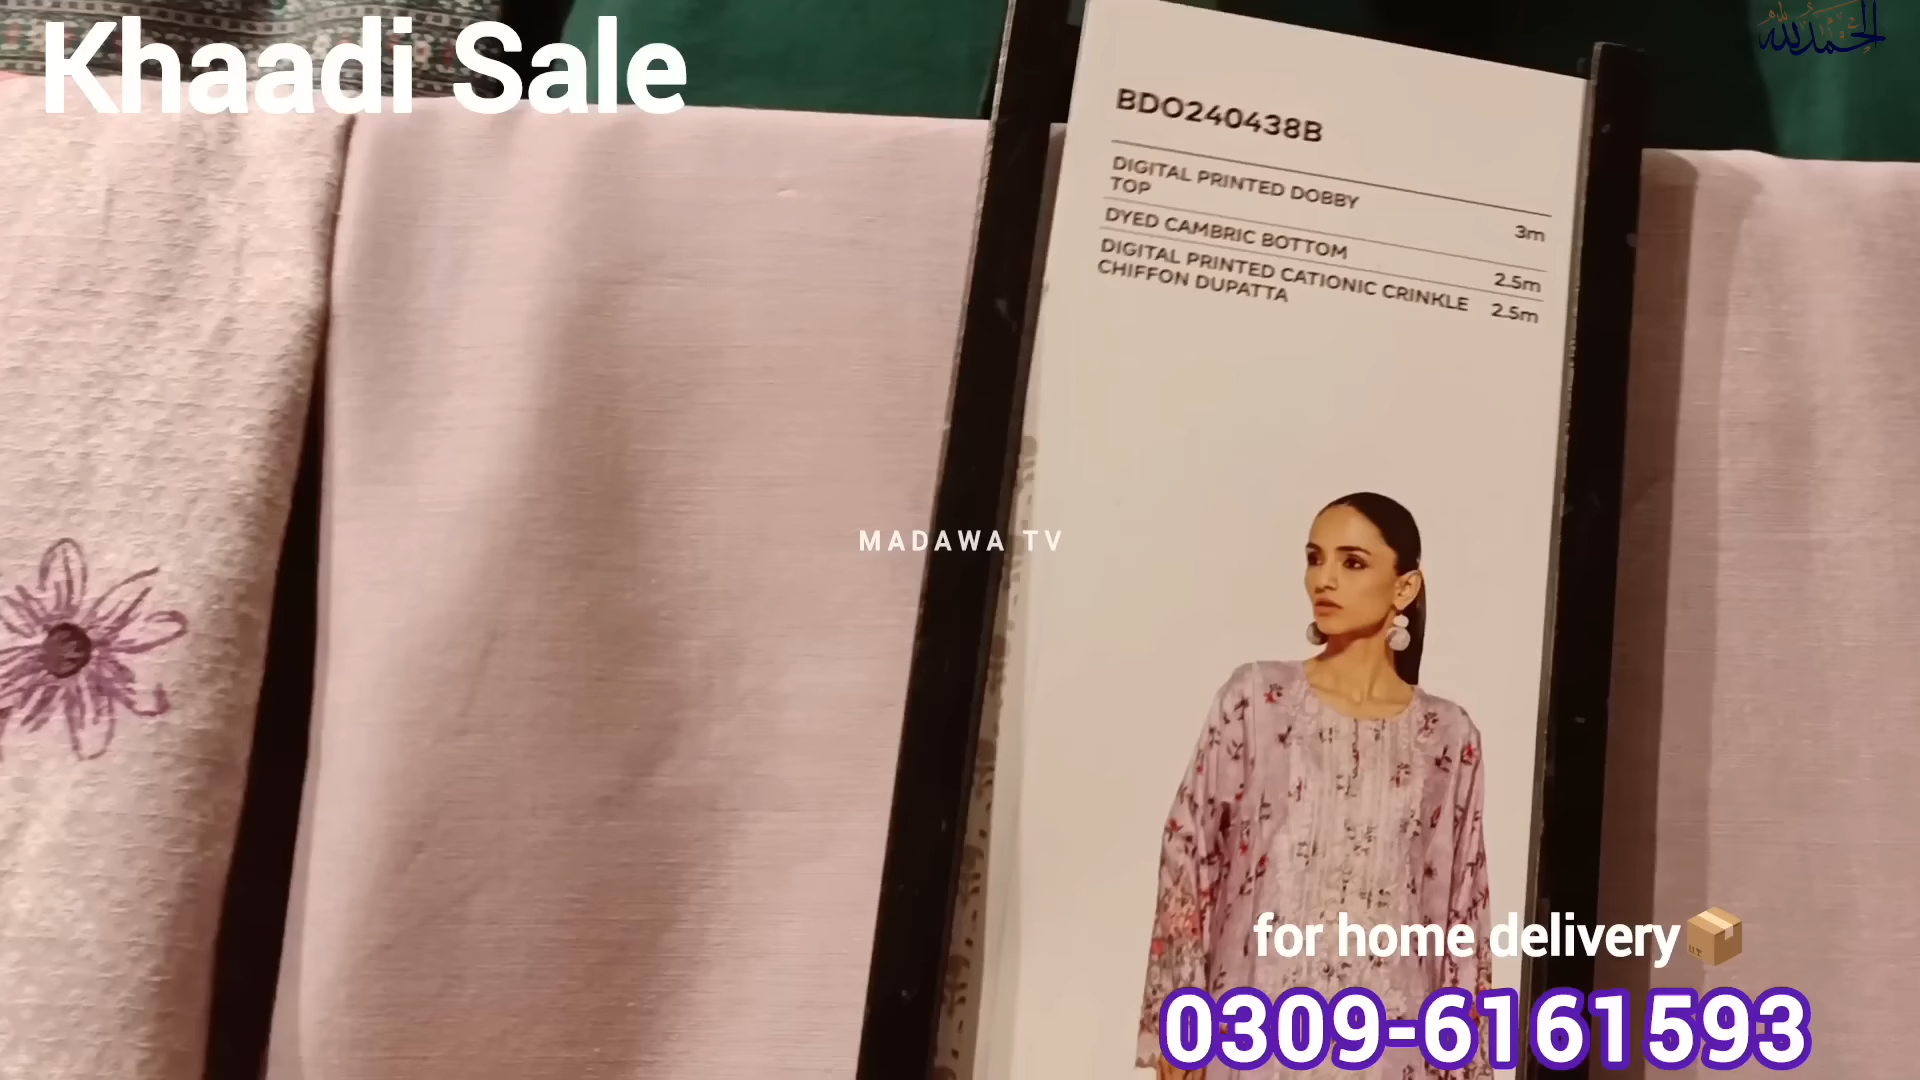 Khaadi Sale
الحمدلله
BDO240438B
DIGITAL PRINTED DOBBY
TOP
3m
DYED CAMBRIC BOTTOM
2.5m
DIGITAL PRINTED CATIONIC CRINKLE
CHIFFON DUPATTA
2.5m
MADAWA TV
for home delivery📦
0309-6161593